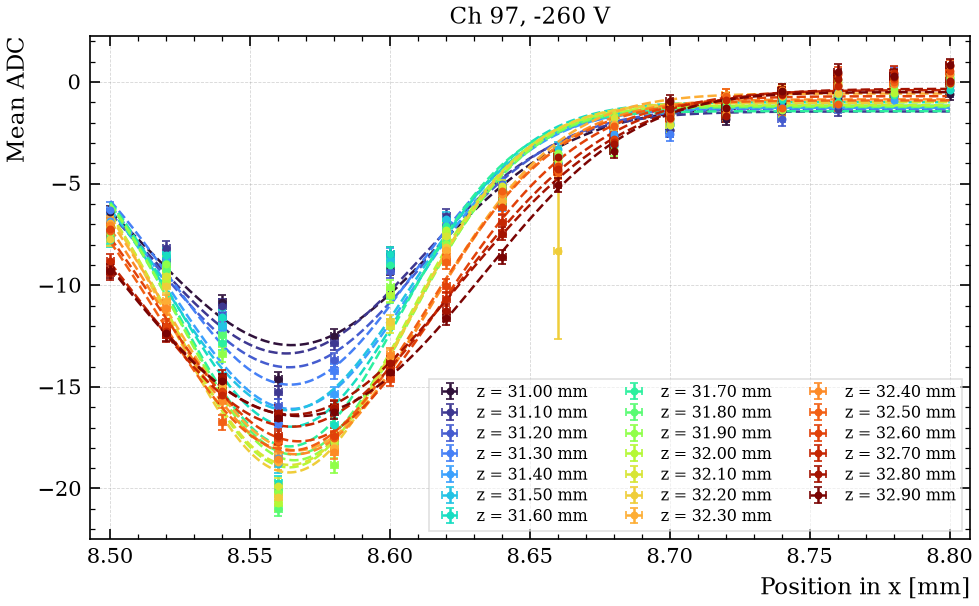 Ch 97, -260 V
Mean ADC
0
−5
−10
−15
−20
z = 31.00 mm
z = 31.10 mm
z = 31.20 mm
z = 31.30 mm
z = 31.40 mm
z = 31.50 mm
z = 31.60 mm
z = 31.70 mm
z = 31.80 mm
z = 31.90 mm
z = 32.00 mm
z = 32.10 mm
z = 32.20 mm
z = 32.30 mm
z = 32.40 mm
z = 32.50 mm
z = 32.60 mm
z = 32.70 mm
z = 32.80 mm
z = 32.90 mm
8.50 8.55 8.60 8.65 8.70 8.75 8.80
Position in x [mm]